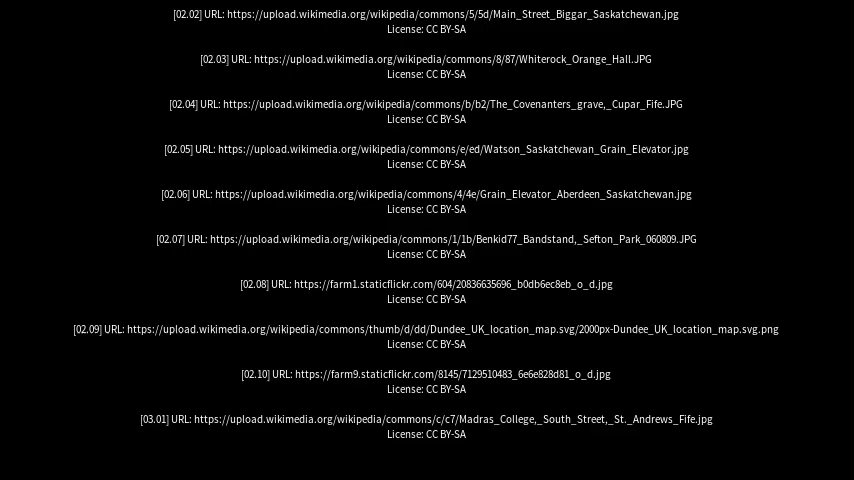 [02.02] URL: https://upload.wikimedia.org/wikipedia/commons/5/5d/Main_Street_Biggar_Saskatchewan.jpg
License: CC BY-SA
[02.03] URL: https://upload.wikimedia.org/wikipedia/commons/8/87/Whiterock_Orange_Hall.JPG
License: CC BY-SA
[02.04] URL: https://upload.wikimedia.org/wikipedia/commons/b/b2/The_Covenanters_grave,_Cupar_Fife.JPG
License: CC BY-SA
[02.05] URL: https://upload.wikimedia.org/wikipedia/commons/e/ed/Watson_Saskatchewan_Grain_Elevator.jpg
License: CC BY-SA
[02.06] URL: https://upload.wikimedia.org/wikipedia/commons/4/4e/Grain_Elevator_Aberdeen_Saskatchewan.jpg
License: CC BY-SA
[02.07] URL: https://upload.wikimedia.org/wikipedia/commons/1/1b/Benkid77_Bandstand,_Sefton_Park_060809.JPG
License: CC BY-SA
[02.08] URL: https://farm1.staticflickr.com/604/20836635696_b0db6ec8eb_o_d.jpg
License: CC BY-SA
[02.09] URL: https://upload.wikimedia.org/wikipedia/commons/thumb/d/dd/Dundee_UK_location_map.svg/2000px-Dundee_UK_location_map.svg.png
License: CC BY-SA
[02.10] URL: https://farm9.staticflickr.com/8145/7129510483_6e6e828d81_o_d.jpg
License: CC BY-SA
[03.01] URL: https://upload.wikimedia.org/wikipedia/commons/c/c7/Madras_College,_South_Street,_St._Andrews_Fife.jpg
License: CC BY-SA